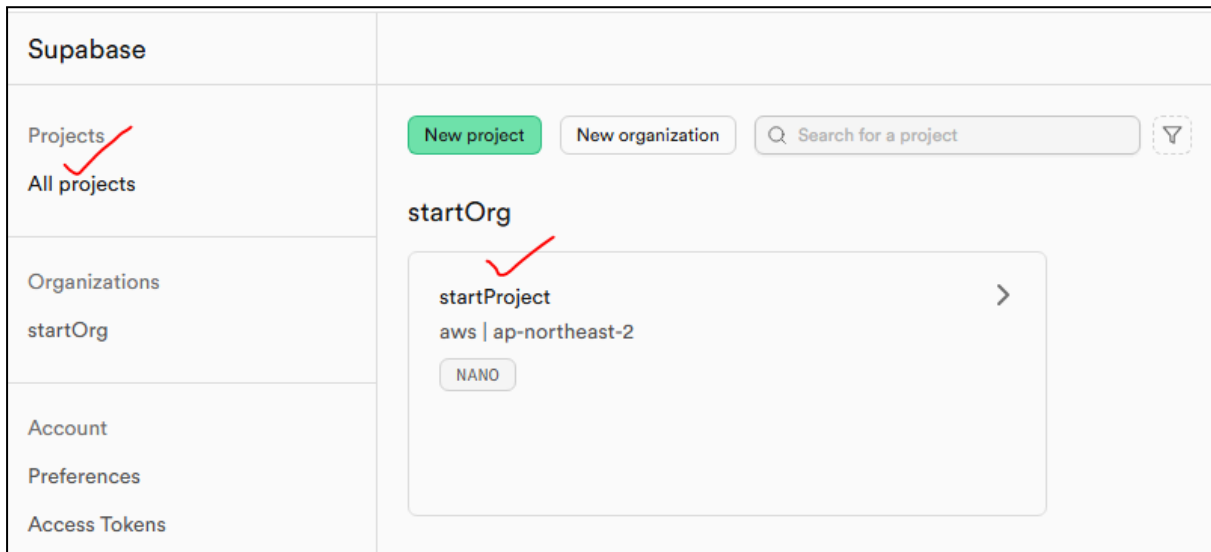 Supabase
Projects
All projects
Organizations
startOrg
Account
Preferences
Access Tokens
New project
New organization
Search for a project
startOrg
startProject
aws | ap-northeast-2
NANO